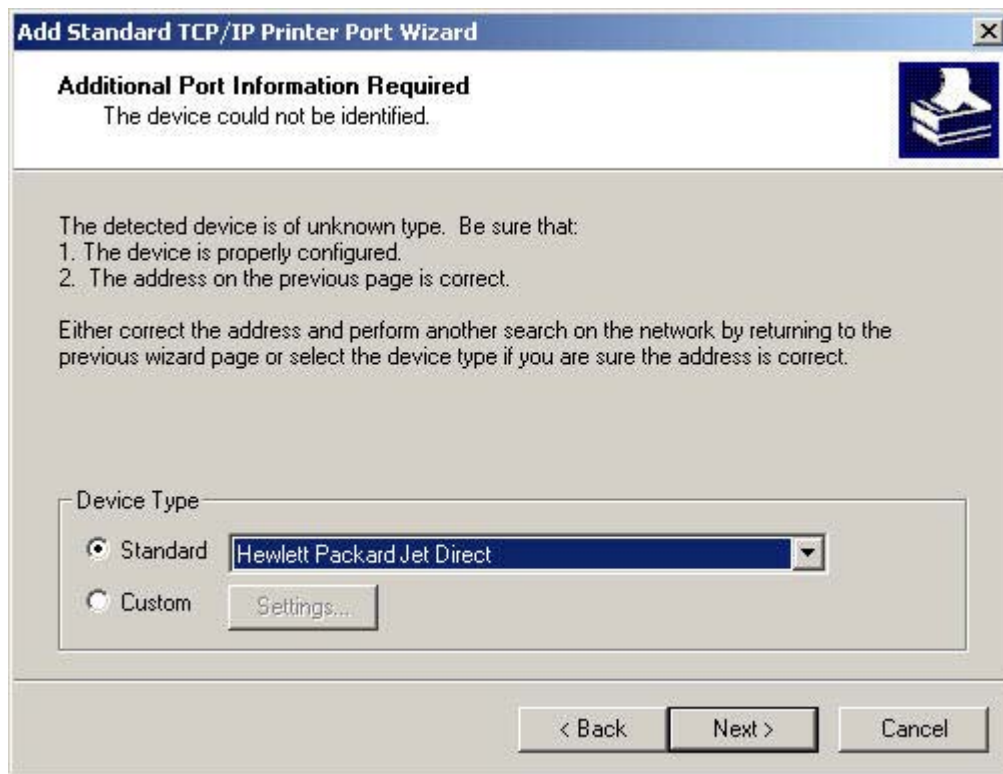 Add Standard TCP/IP Printer Port Wizard
Additional Port Information Required
The device could not be identified.
The detected device is of unknown type.  Be sure that:
1. The device is properly configured.
2.  The address on the previous page is correct.
Either correct the address and perform another search on the network by returning to the
previous wizard page or select the device type if you are sure the address is correct.
Device Type
Standard Hewlett Packard Jet Direct
Custom Settings...
< Back Next > Cancel